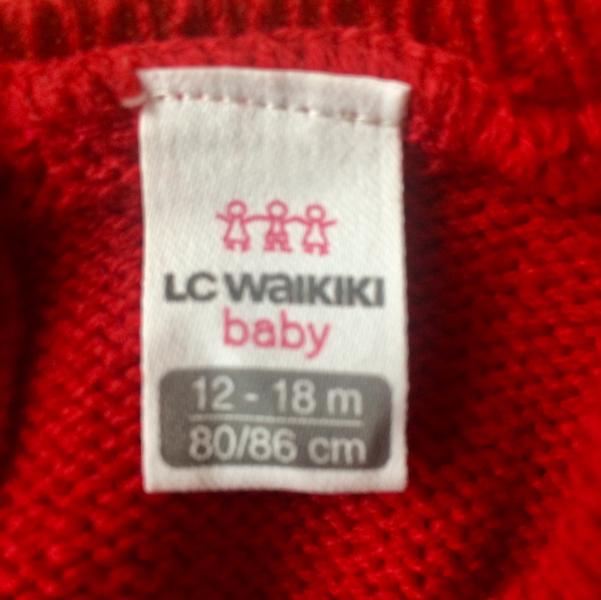 LC WAIKIKI
baby
12 - 18 m
80/86 cm